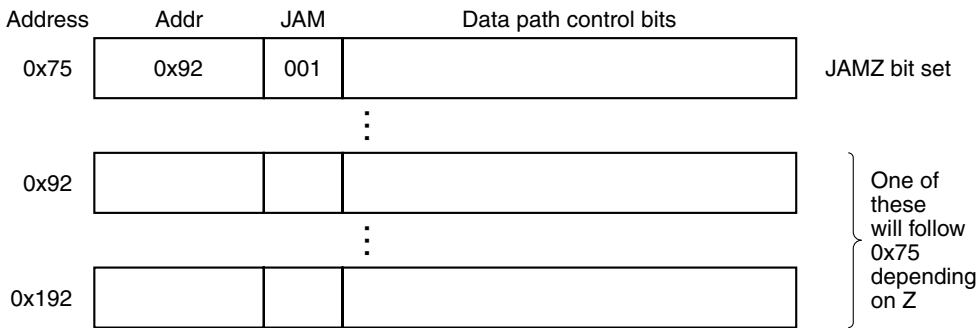 Address Addr JAM Data path control bits
0x75 0x92 001 JAMZ bit set
0x92
0x192
One of
these
will follow
0x75
depending
on Z